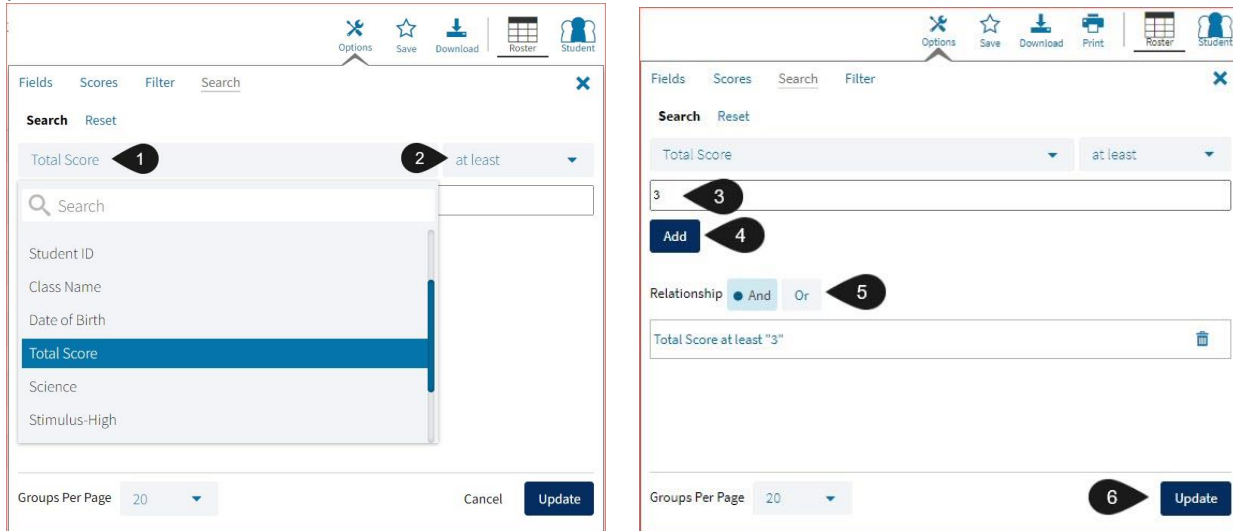 Options Save Download Roster Student
Fields Scores Filter Search
Search Reset
Total Score 1 2 at least
Search
Student ID
Class Name
Date of Birth
Total Score
Science
Stimulus-High
Groups Per Page 20 Cancel Update
Options Save Download Print Roster Student
Fields Scores Search Filter
Search Reset
Total Score at least
3 3
Add 4
Relationship And Or 5
Total Score at least "3"
Groups Per Page 20 6 Update